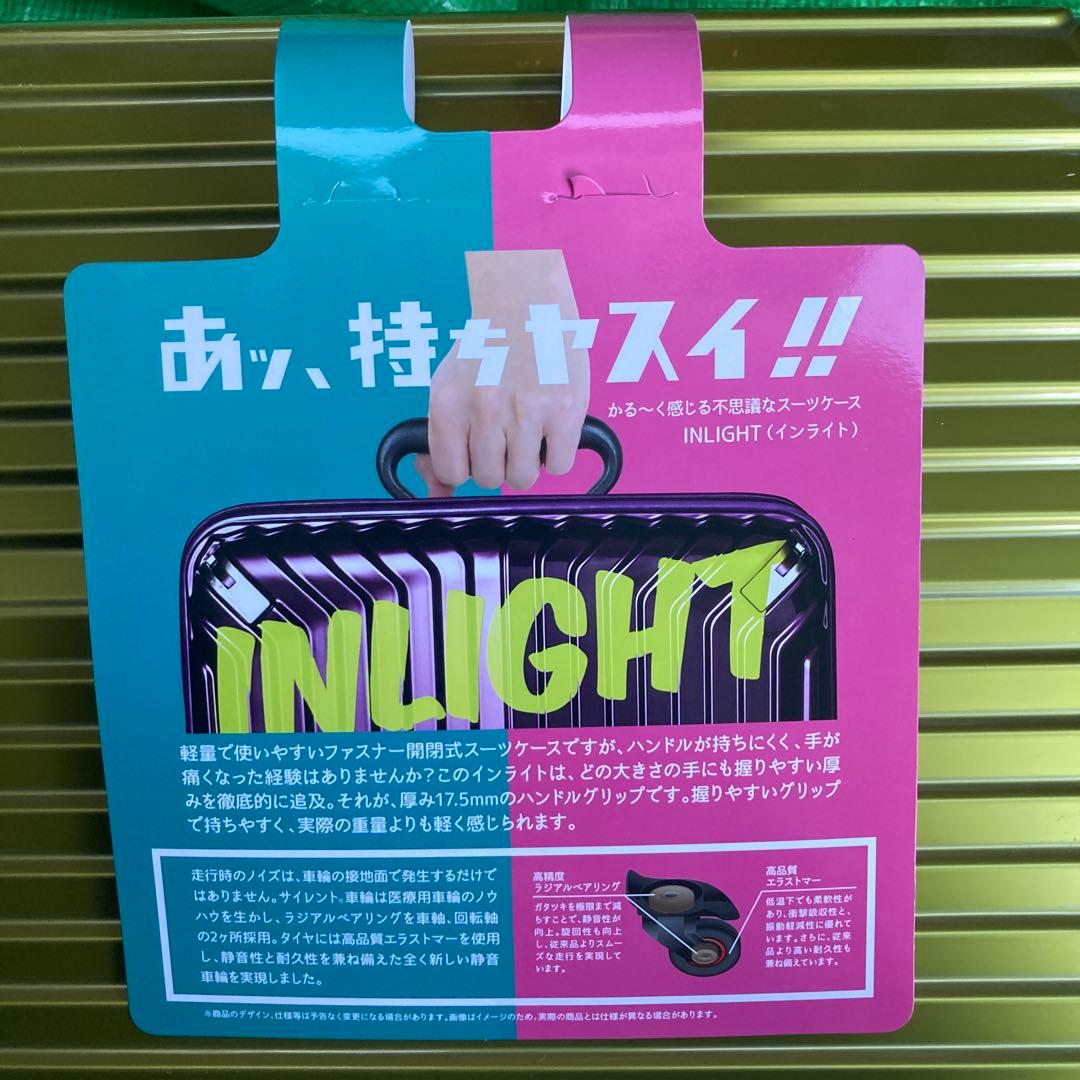 あッ、持ちヤスイ!!
かる〜く感じる不思議なスーツケース
INLIGHT（インライト）
INLIGHT
軽量で使いやすいファスナー開閉式スーツケースですが、ハンドルが持ちにくく、手が
痛くなった経験はありませんか?このインライトは、どの大きさの手にも握りやすい厚
みを徹底的に追及。それが、厚み17.5mmのハンドルグリップです。握りやすいグリップ
で持ちやすく、実際の重量よりも軽く感じられます。
走行時のノイズは、車輪の接地面で発生するだけで
はありません。サイレント。車輪は医療用車輪のノウ
ハウを生かし、ラジアルベアリングを車軸、回転軸
の2ヶ所採用。タイヤには高品質エラストマーを使用
し、静音性と耐久性を兼ね備えた全く新しい静音
車輪を実現しました。
高精度
ラジアルベアリング
ガタツキを極限まで減
らすことで、静音性が
向上。旋回性も向上
し、従来品よりスムー
ズな走行を実現して
います。
高品質
エラストマー
低温下でも柔軟性が
あり、衝撃吸収性と、
振動軽減性に優れて
います。さらに、従来
品より高い耐久性も
兼ね備えています。
※商品のデザイン、仕様等は予告なく変更になる場合があります。画像はイメージのため、実際の商品とは仕様が異なる場合があります。